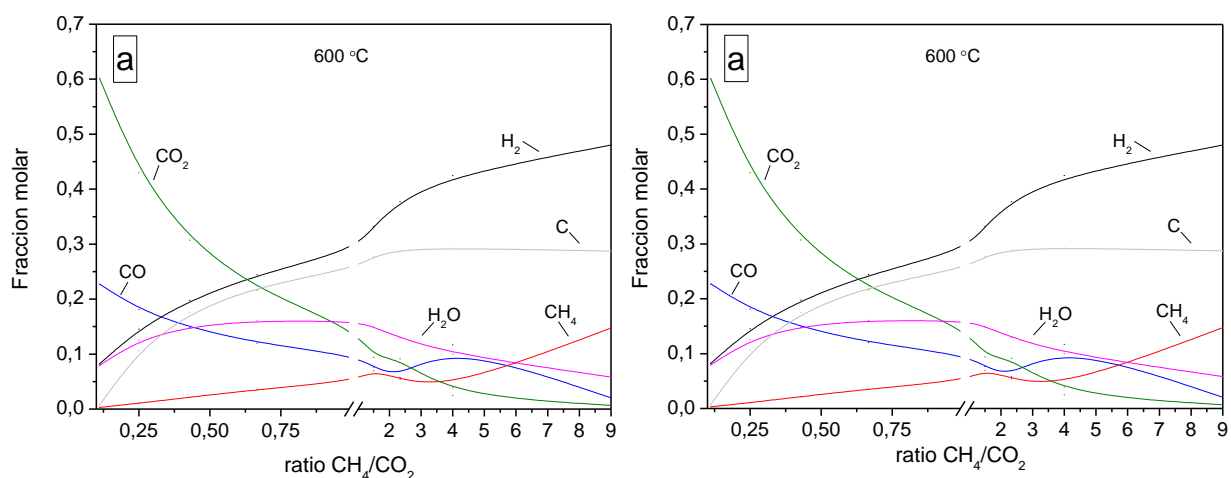 0,7
0,6
0,5
0,4
0,3
0,2
0,1
0,0
Fraccion molar
a
600 °C
CO₂
CO
H₂
C
H₂O
CH₄
0,25 0,50 0,75 2 3 4 5 6 7 8 9
ratio CH₄/CO₂
0,7
0,6
0,5
0,4
0,3
0,2
0,1
0,0
Fraccion molar
a
600 °C
CO₂
CO
H₂
C
H₂O
CH₄
0,25 0,50 0,75 2 3 4 5 6 7 8 9
ratio CH₄/CO₂